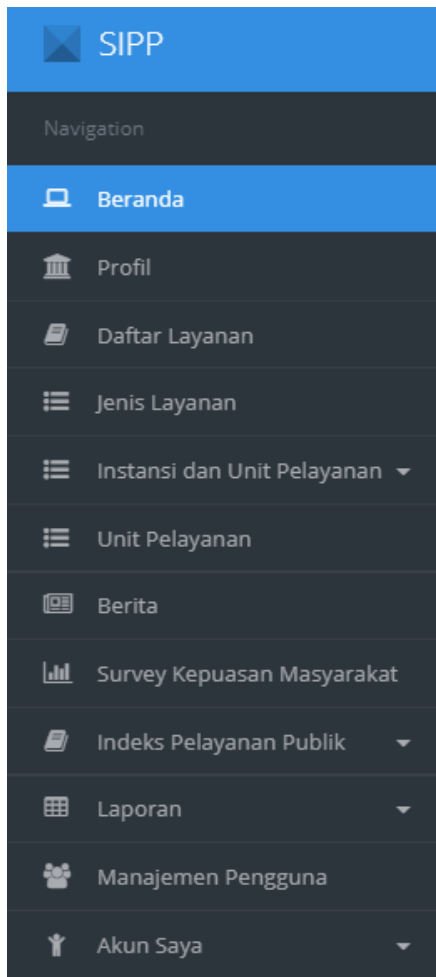 SIPP
Navigation
Beranda
Profil
Daftar Layanan
Jenis Layanan
Instansi dan Unit Pelayanan
Unit Pelayanan
Berita
Survey Kepuasan Masyarakat
Indeks Pelayanan Publik
Laporan
Manajemen Pengguna
Akun Saya